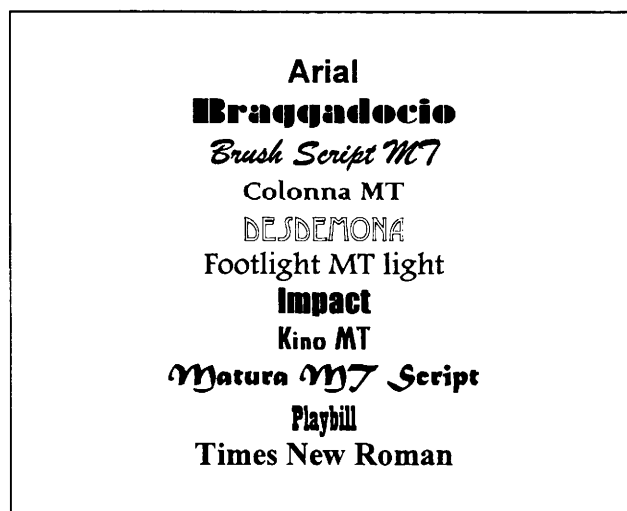 Arial
Braggadocio
Brush Script MT
Colonna MT
DESDEMONA
Footlight MT light
Impact
Kino MT
Matura MT Script
Playbill
Times New Roman